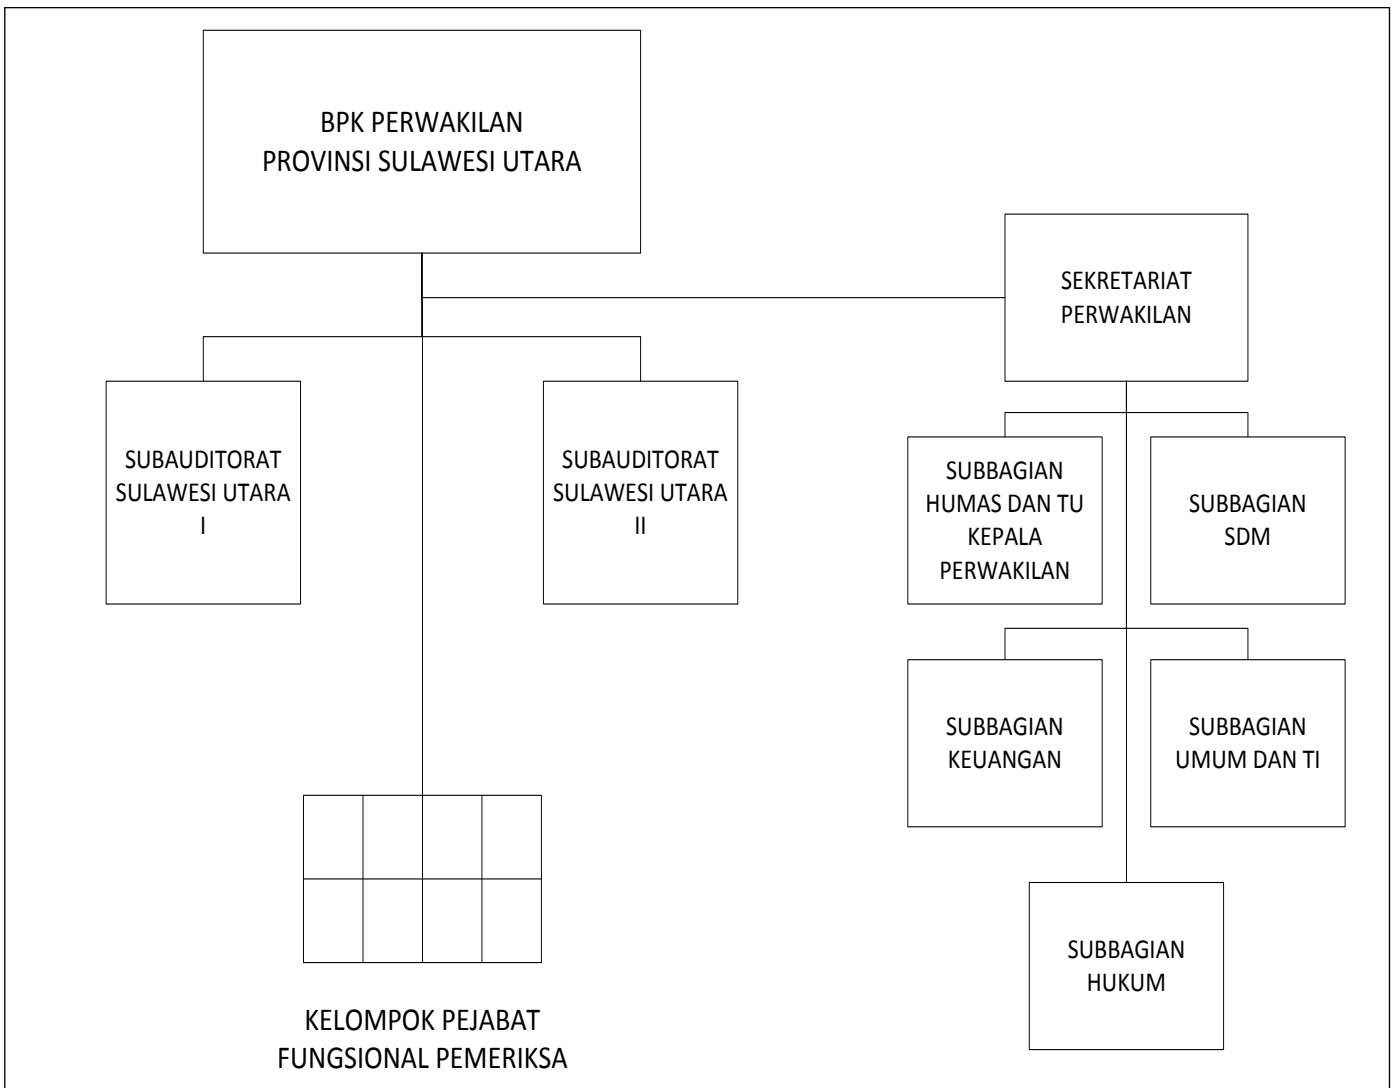 BPK PERWAKILAN
PROVINSI SULAWESI UTARA
SEKRETARIAT
PERWAKILAN
SUBAUDITORAT
SULAWESI UTARA
I
SUBAUDITORAT
SULAWESI UTARA
II
SUBBAGIAN
HUMAS DAN TU
KEPALA
PERWAKILAN
SUBBAGIAN
SDM
SUBBAGIAN
KEUANGAN
SUBBAGIAN
UMUM DAN TI
SUBBAGIAN
HUKUM
KELOMPOK PEJABAT
FUNGSIONAL PEMERIKSA